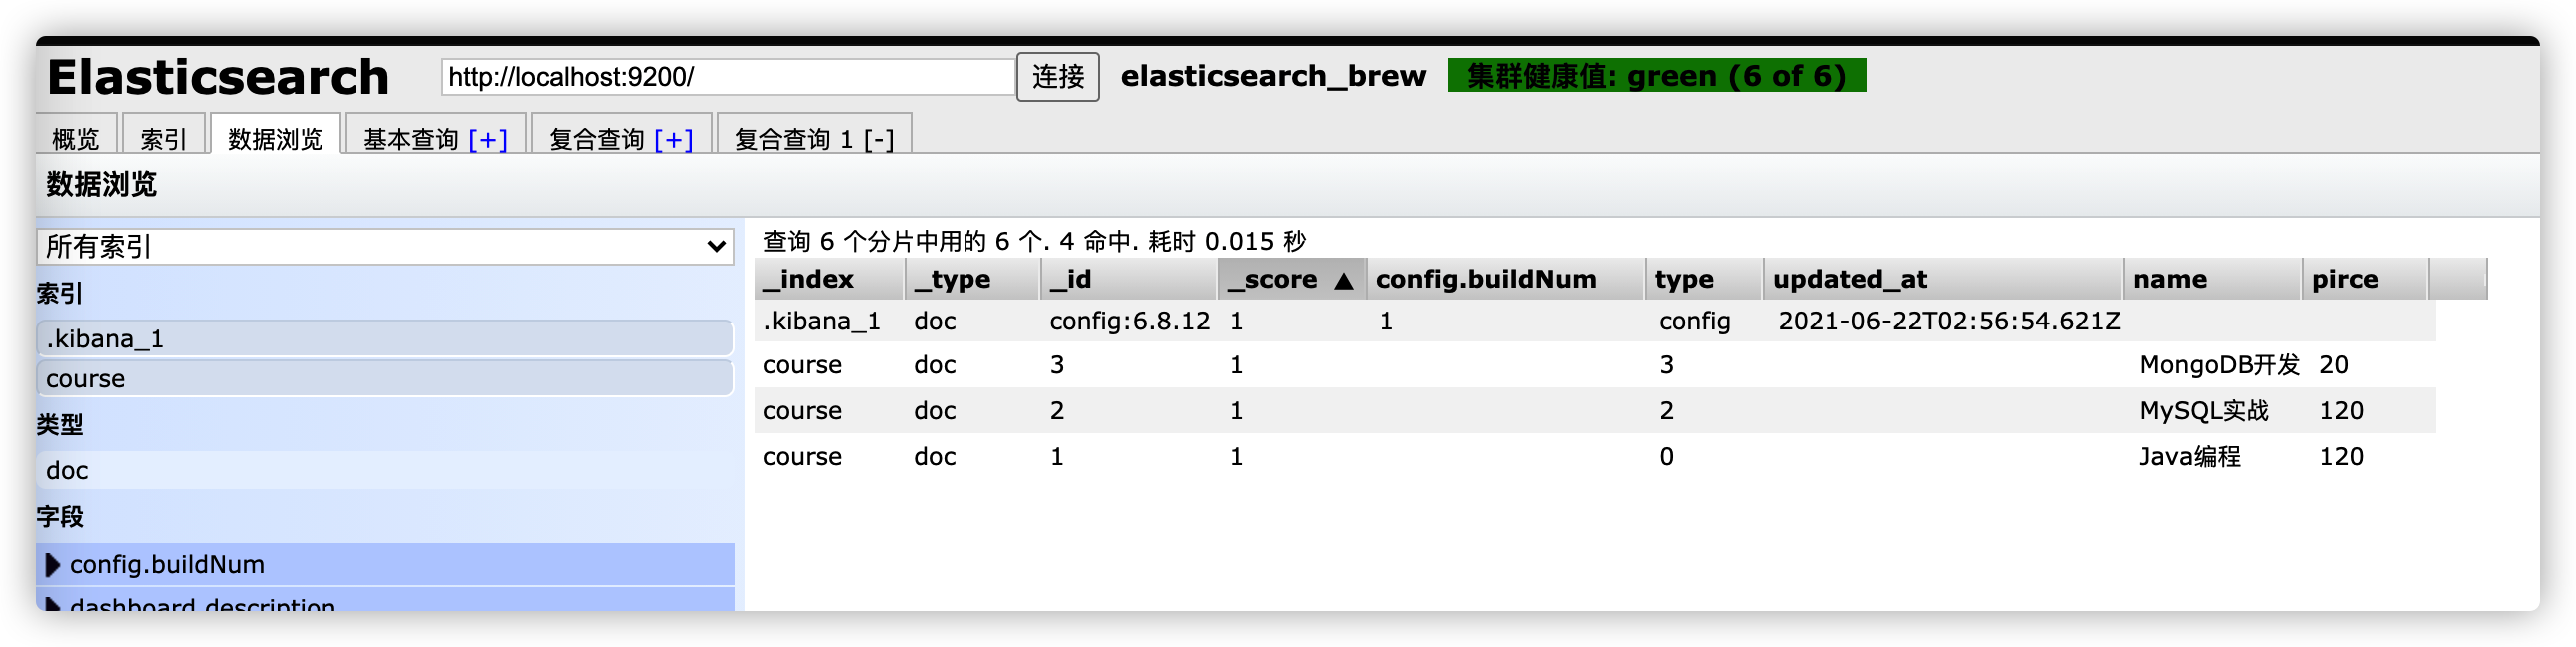 Elasticsearch http://localhost:9200/ 连接 elasticsearch_brew 集群健康值: green (6 of 6)
概览 索引 数据浏览 基本查询 [+] 复合查询 [+] 复合查询 1 [-]
数据浏览
所有索引
索引
.kibana_1
course
类型
doc
字段
config.buildNum
dashboard.description
查询 6 个分片中用的 6 个. 4 命中. 耗时 0.015 秒
_index _type _id _score ▲ config.buildNum type updated_at name pirce
.kibana_1 doc config:6.8.12 1 1 config 2021-06-22T02:56:54.621Z
course doc 3 1 3 MongoDB开发 20
course doc 2 1 2 MySQL实战 120
course doc 1 1 0 Java编程 120